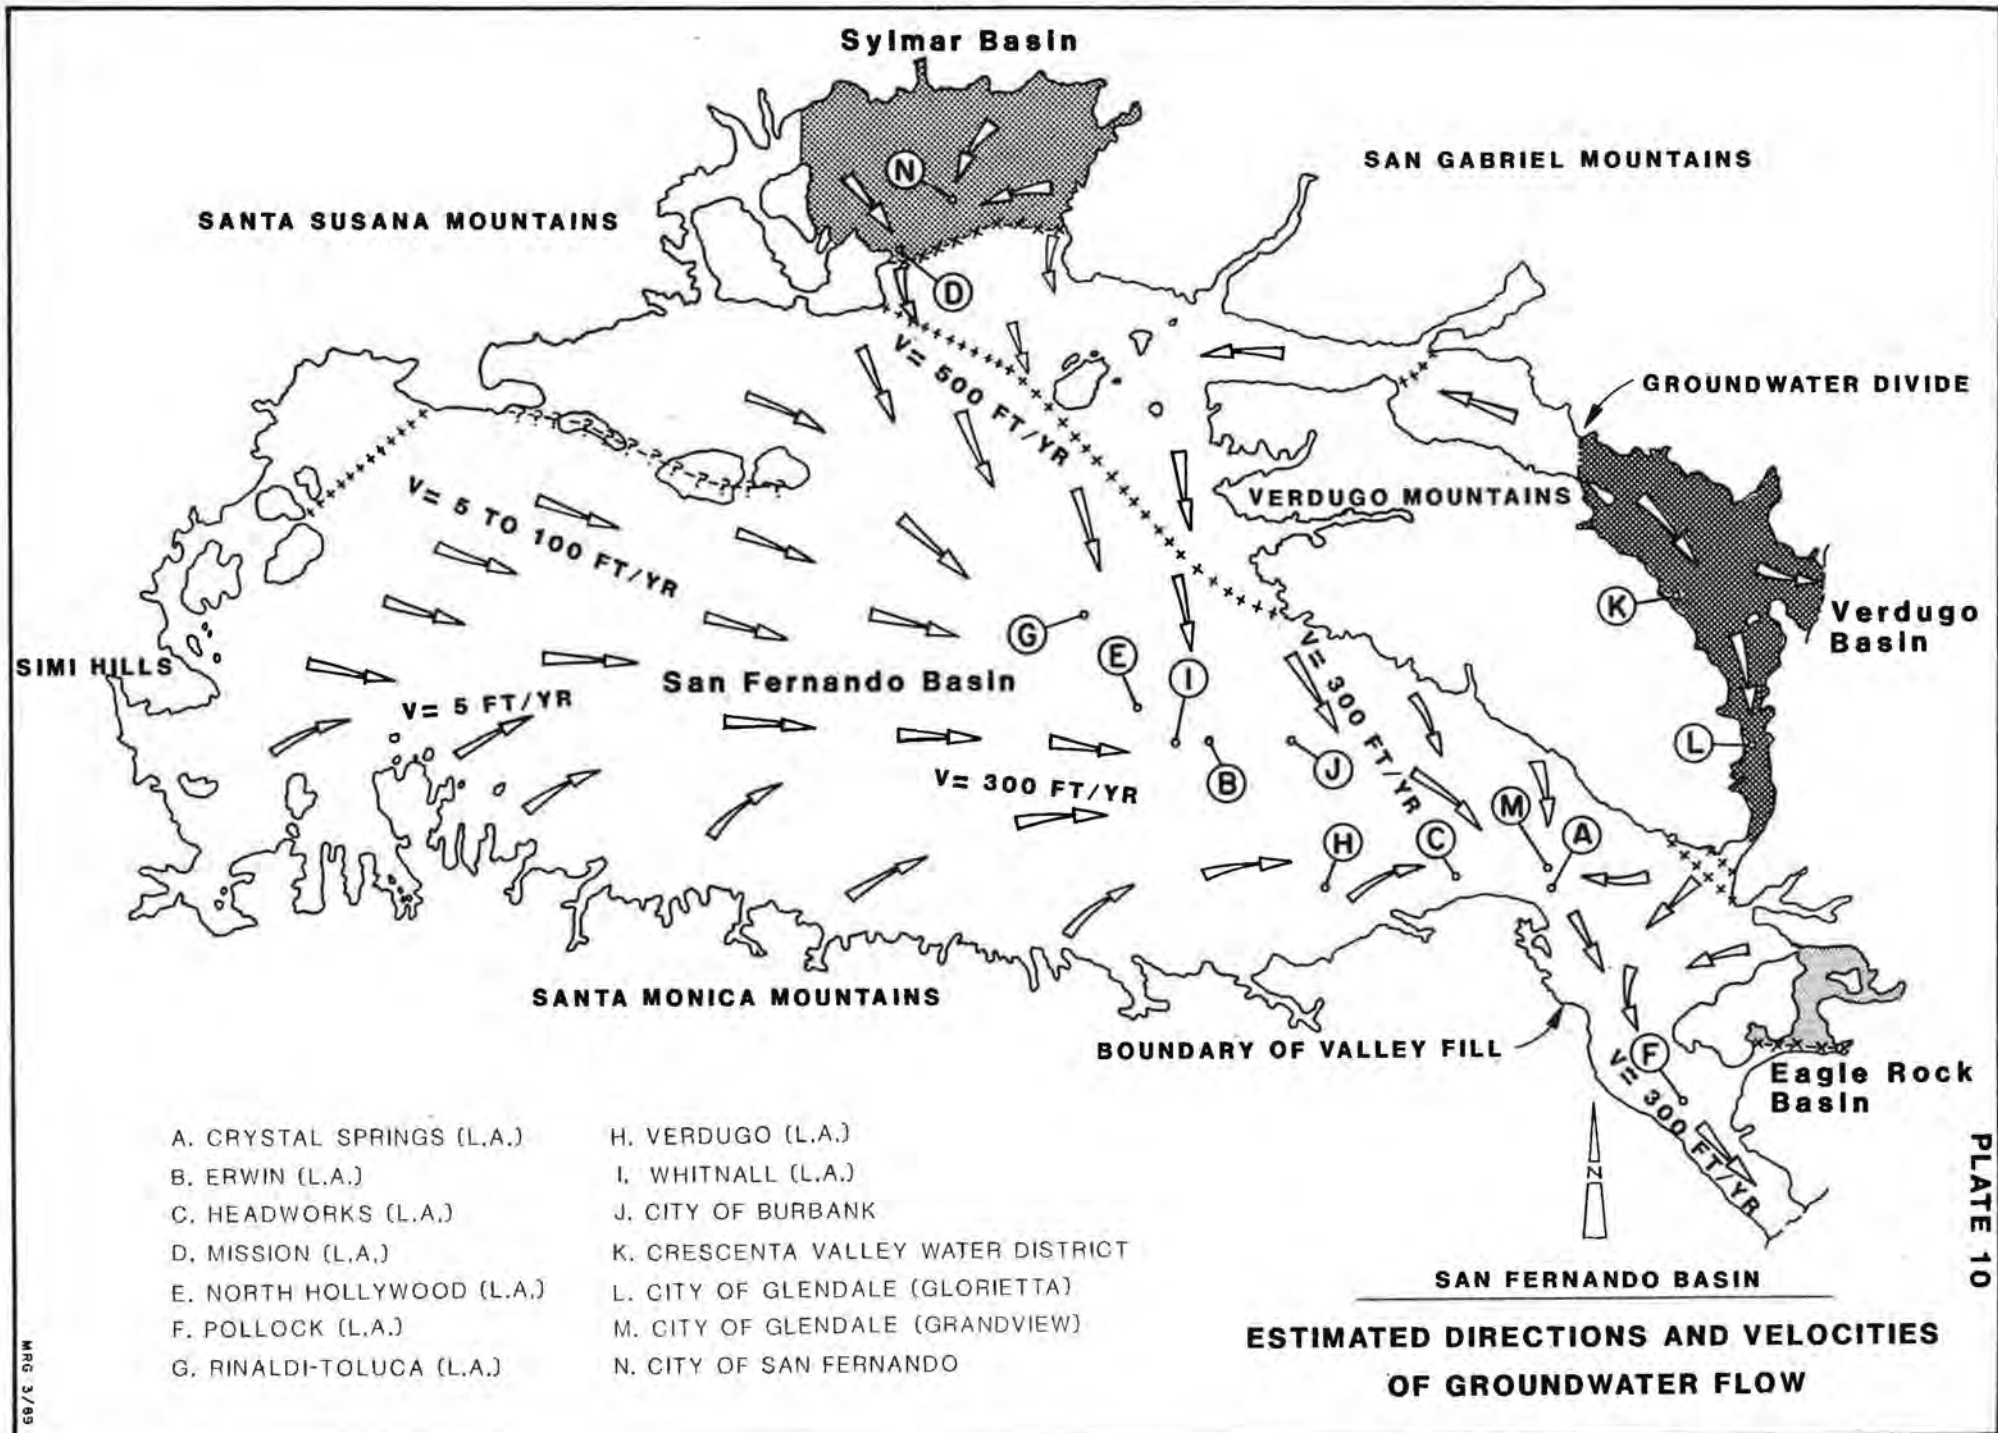 Sylmar Basin
SAN GABRIEL MOUNTAINS
N
SANTA SUSANA MOUNTAINS
D
V= 500 FT/YR
GROUNDWATER DIVIDE
-?-?-?-?-?-?-?-?-?
V= 5 TO 100 FT/YR
VERDUGO MOUNTAINS
K
Verdugo
Basin
G
E
I
SIMI HILLS
San Fernando Basin
V= 300 FT/YR
V= 5 FT/YR
L
J
B
V= 300 FT/YR
M
A
H
C
SANTA MONICA MOUNTAINS
BOUNDARY OF VALLEY FILL
F
V= 300 FT/YR
Eagle Rock
Basin
A. CRYSTAL SPRINGS (L.A.)
B. ERWIN (L.A.)
C. HEADWORKS (L.A.)
D. MISSION (L.A.)
E. NORTH HOLLYWOOD (L.A.)
F. POLLOCK (L.A.)
G. RINALDI-TOLUCA (L.A.)
H. VERDUGO (L.A.)
I. WHITNALL (L.A.)
J. CITY OF BURBANK
K. CRESCENTA VALLEY WATER DISTRICT
L. CITY OF GLENDALE (GLORIETTA)
M. CITY OF GLENDALE (GRANDVIEW)
N. CITY OF SAN FERNANDO
N
SAN FERNANDO BASIN
ESTIMATED DIRECTIONS AND VELOCITIES
OF GROUNDWATER FLOW
PLATE 10
MRG 3/89